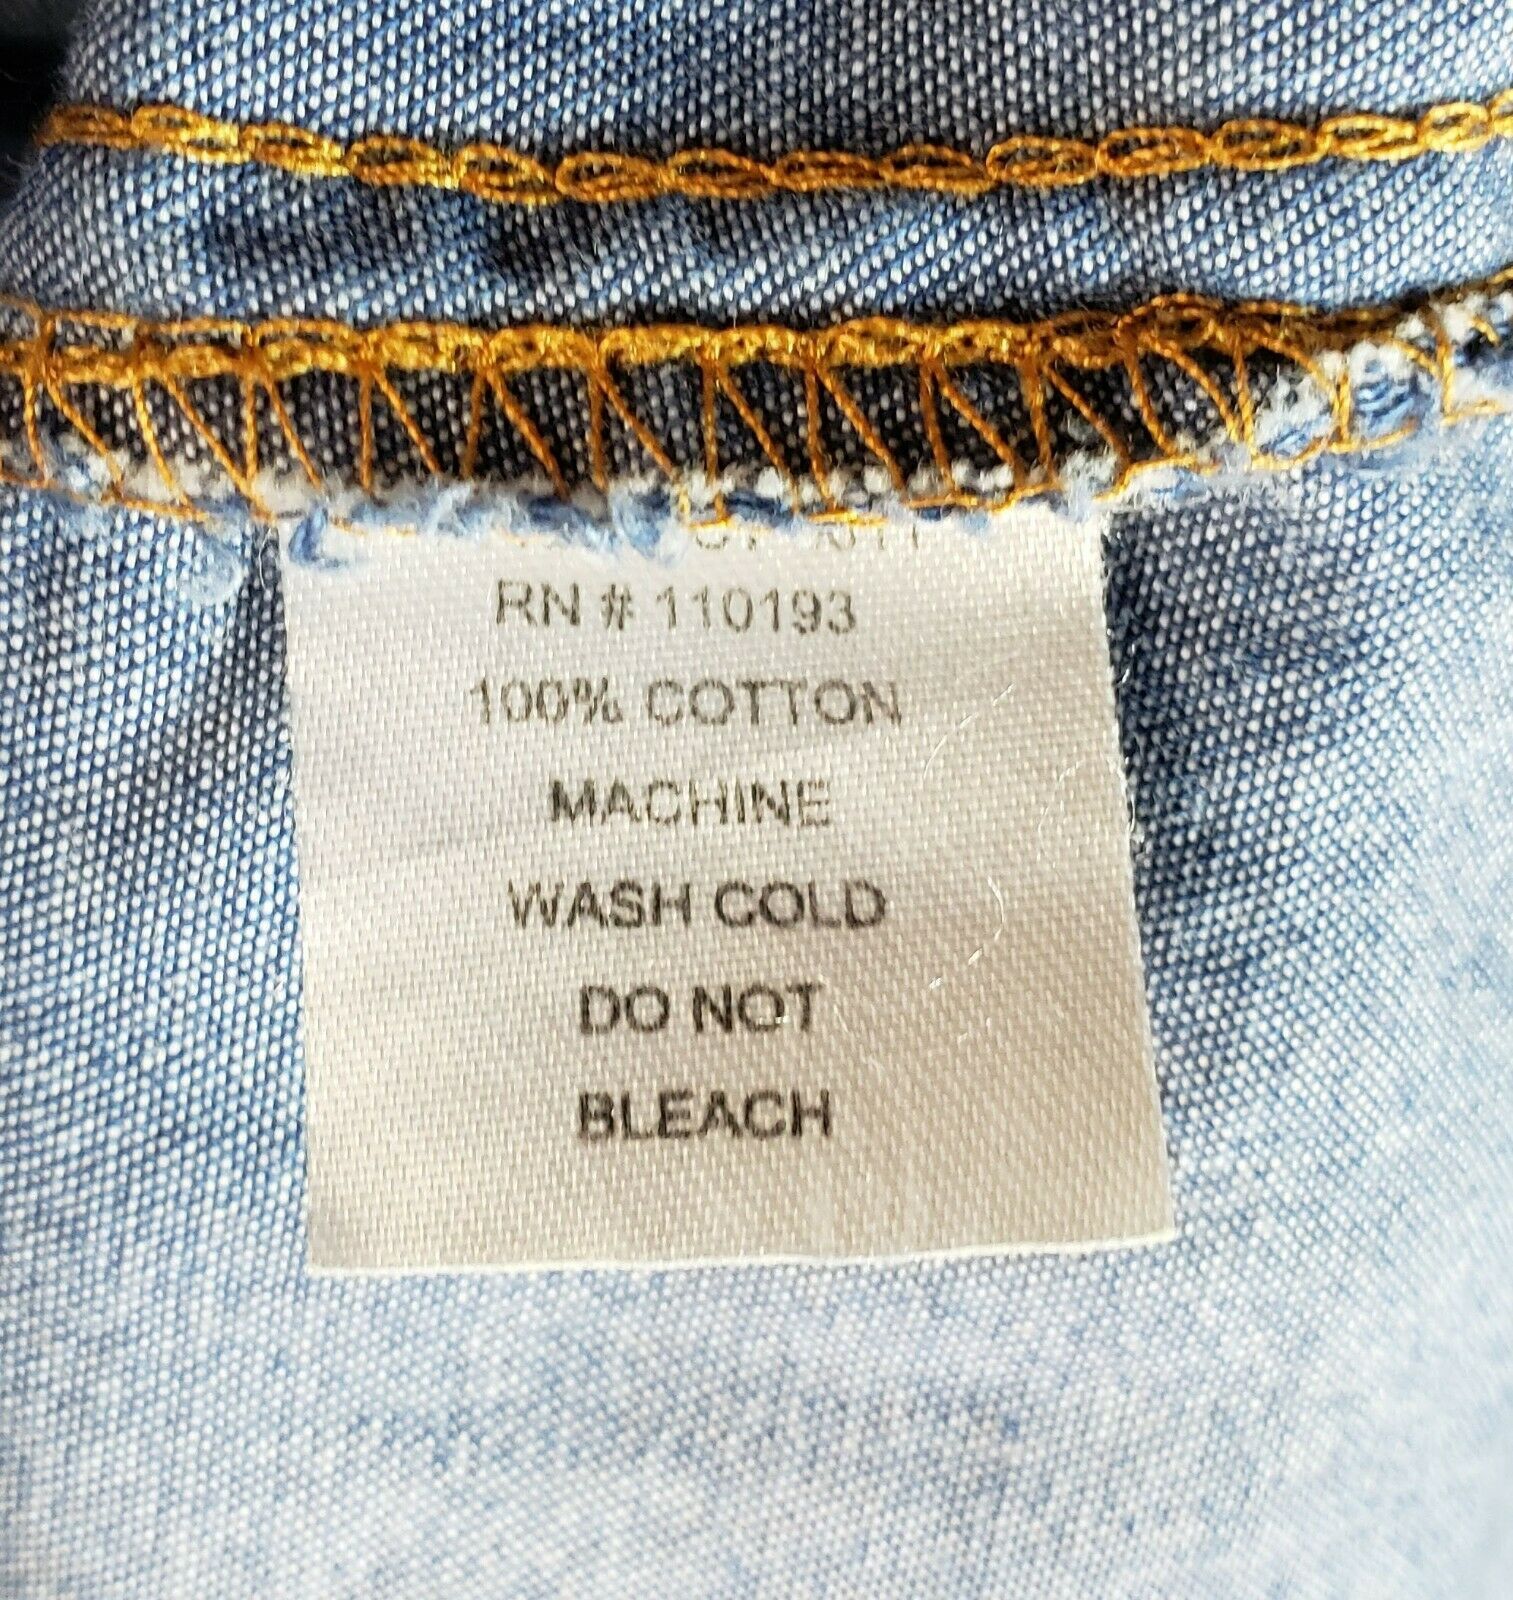 RN # 110193
100% COTTON
MACHINE
WASH COLD
DO NOT
BLEACH